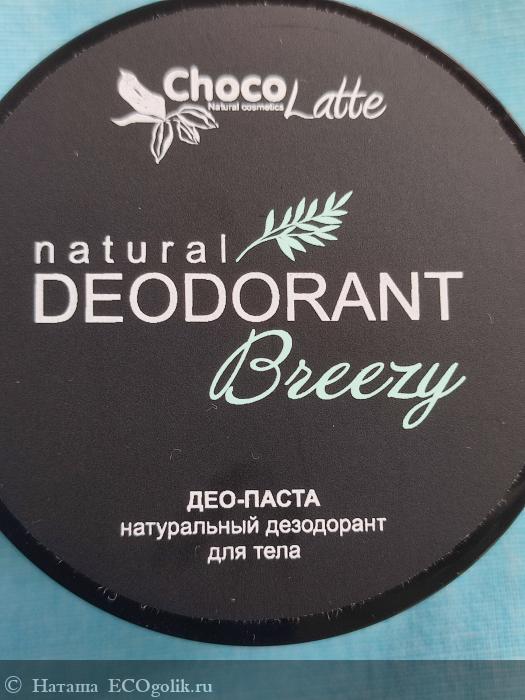 Choco Latte
Natural cosmetics
natural
DEODORANT
Breezy
ДЕО-ПАСТА
натуральный дезодорант
для тела
© Наташа ECOgolik.ru